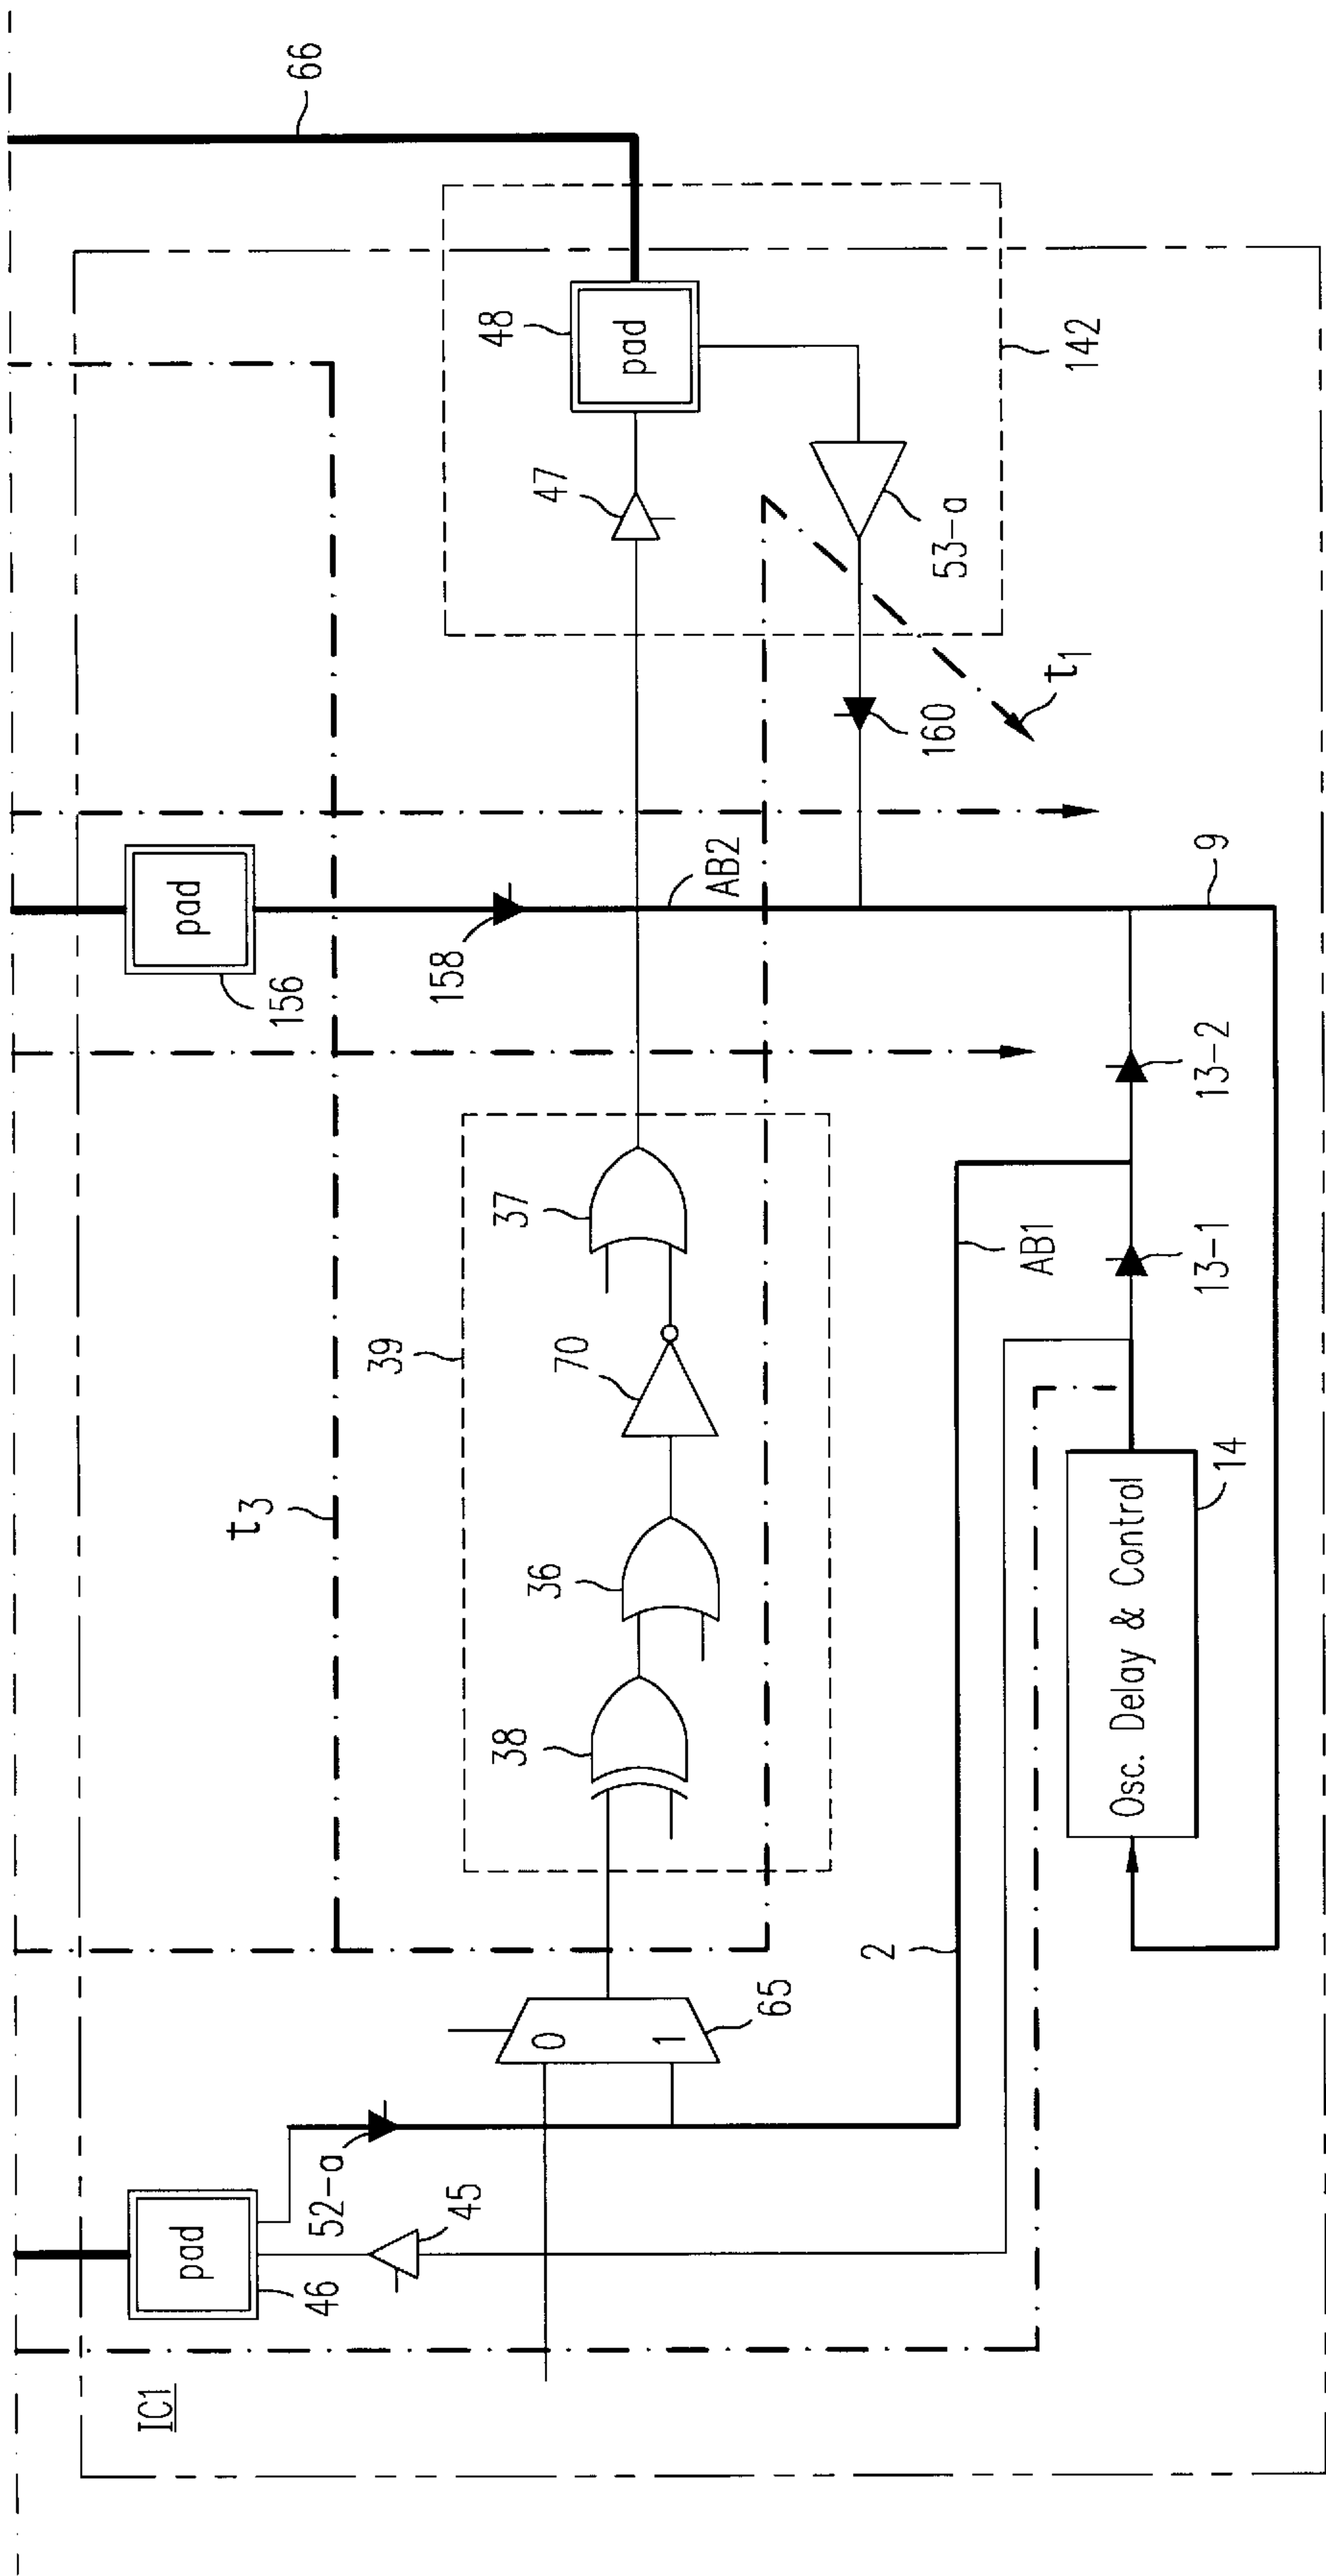 IC1
pad
46
52-a
45
0
1
65
2
t3
39
38
36
70
37
pad
156
158
AB2
47
pad
48
66
142
53-a
160
t1
AB1
13-1
13-2
9
Osc. Delay & Control
14